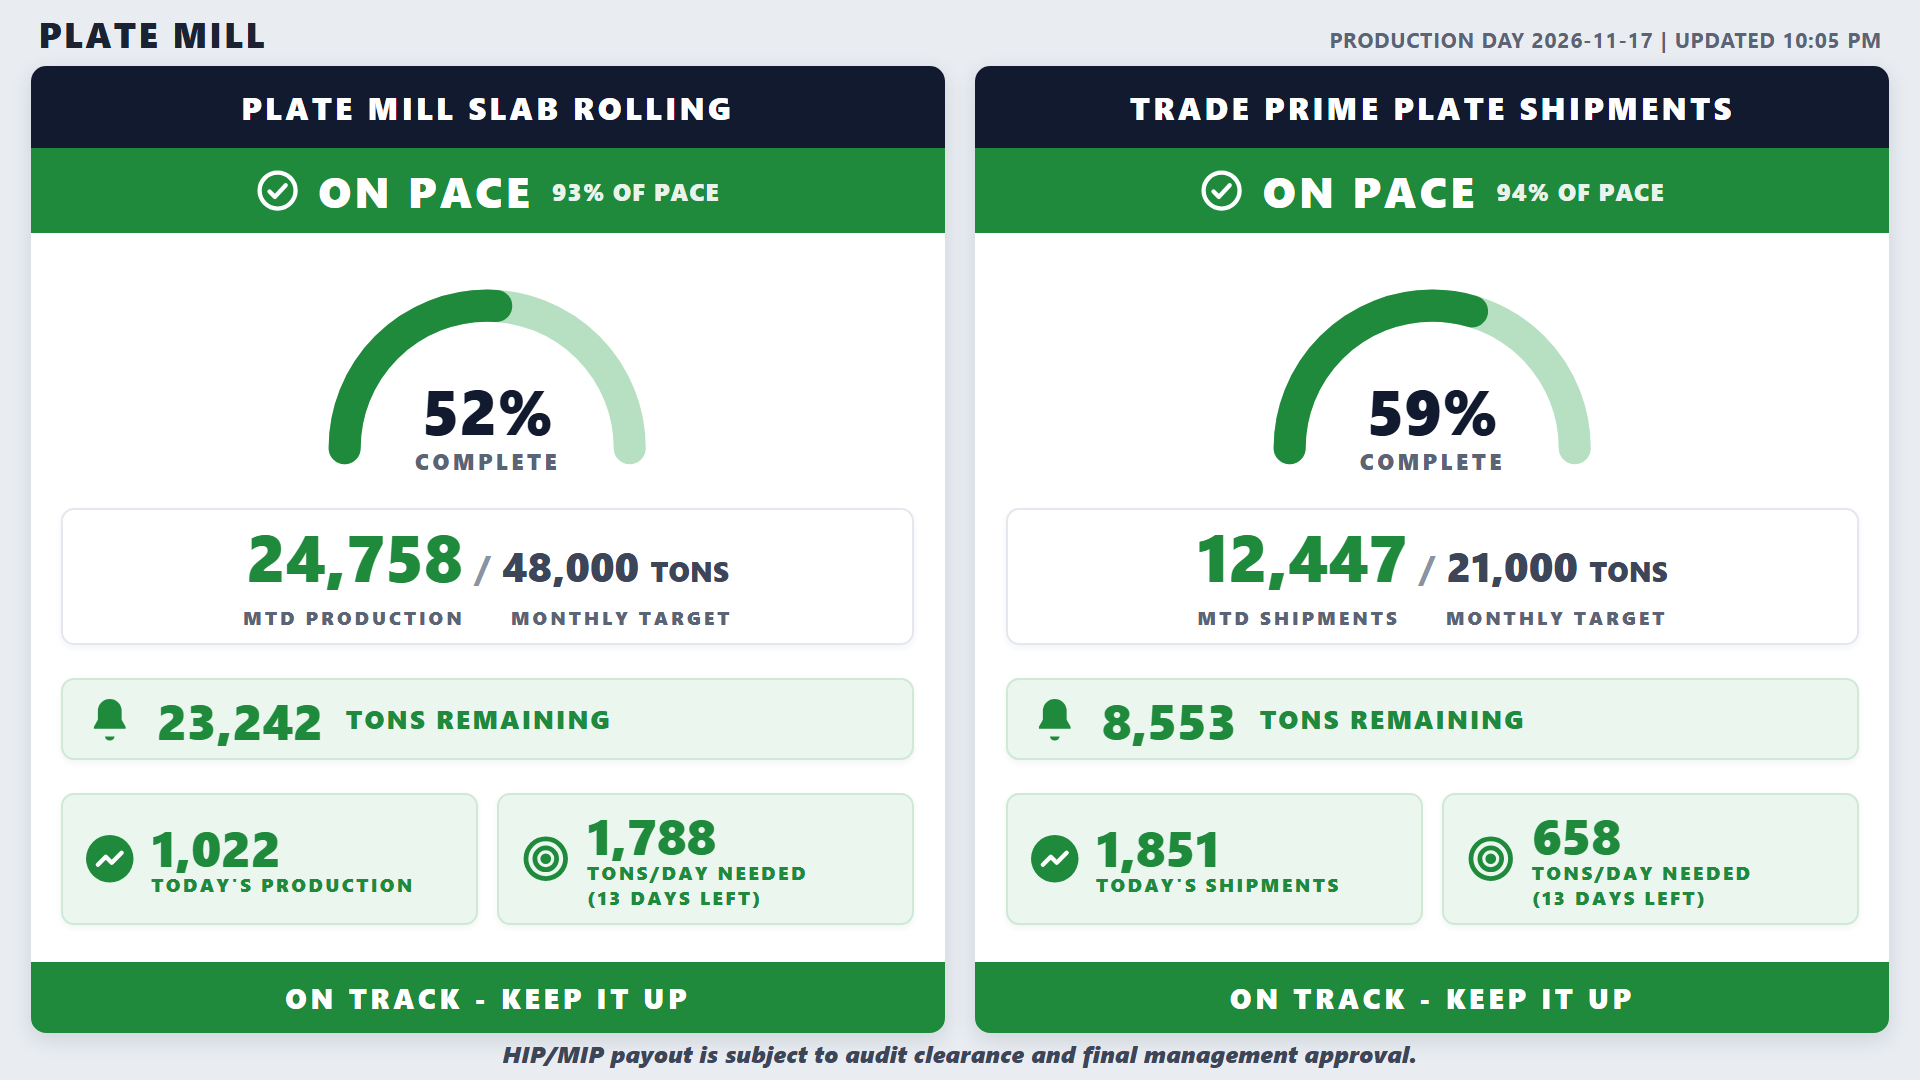 PLATE MILL
PRODUCTION DAY 2026-11-17 | UPDATED 10:05 PM
PLATE MILL SLAB ROLLING
ON PACE 93% OF PACE
52%
COMPLETE
24,758 / 48,000 TONS
MTD PRODUCTION MONTHLY TARGET
23,242 TONS REMAINING
1,022
TODAY'S PRODUCTION
1,788
TONS/DAY NEEDED
(13 DAYS LEFT)
ON TRACK - KEEP IT UP
TRADE PRIME PLATE SHIPMENTS
ON PACE 94% OF PACE
59%
COMPLETE
12,447 / 21,000 TONS
MTD SHIPMENTS MONTHLY TARGET
8,553 TONS REMAINING
1,851
TODAY'S SHIPMENTS
658
TONS/DAY NEEDED
(13 DAYS LEFT)
ON TRACK - KEEP IT UP
HIP/MIP payout is subject to audit clearance and final management approval.